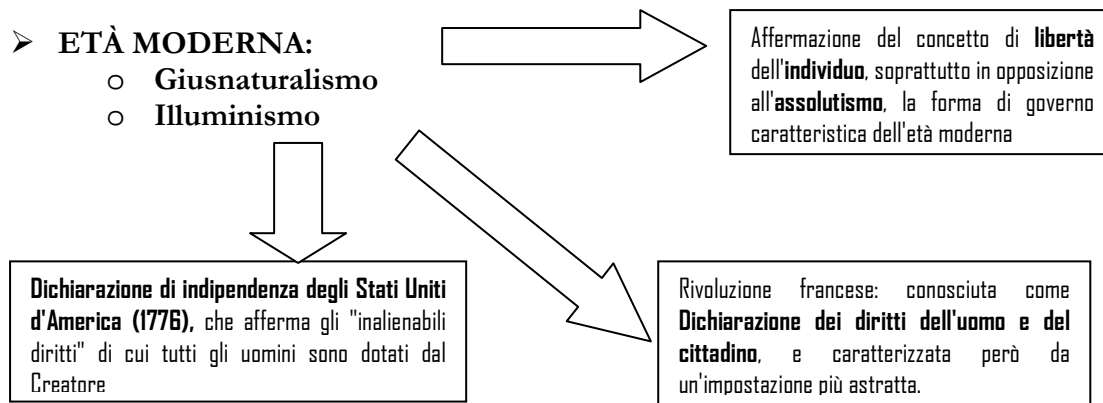 ➢ ETÀ MODERNA:
o Giusnaturalismo
o Illuminismo
Affermazione del concetto di libertà
dell'individuo, soprattutto in opposizione
all'assolutismo, la forma di governo
caratteristica dell'età moderna
Dichiarazione di indipendenza degli Stati Uniti
d'America (1776), che afferma gli "inalienabili
diritti" di cui tutti gli uomini sono dotati dal
Creatore
Rivoluzione francese: conosciuta come
Dichiarazione dei diritti dell'uomo e del
cittadino, e caratterizzata però da
un'impostazione più astratta.